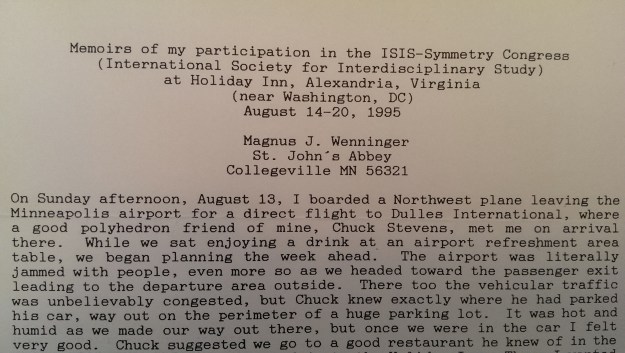 Memoirs of my participation in the ISIS-Symmetry Congress
(International Society for Interdisciplinary Study)
at Holiday Inn, Alexandria, Virginia
(near Washington, DC)
August 14-20, 1995
Magnus J. Wenninger
St. John´s Abbey
Collegeville MN 56321
On Sunday afternoon, August 13, I boarded a Northwest plane leaving the
Minneapolis airport for a direct flight to Dulles International, where
a good polyhedron friend of mine, Chuck Stevens, met me on arrival
there. While we sat enjoying a drink at an airport refreshment area
table, we began planning the week ahead. The airport was literally
jammed with people, even more so as we headed toward the passenger exit
leading to the departure area outside. There too the vehicular traffic
was unbelievably congested, but Chuck knew exactly where he had parked
his car, way out on the perimeter of a huge parking lot. It was hot and
humid as we made our way out there, but once we were in the car I felt
very good. Chuck suggested we go to a good restaurant he knew of in the